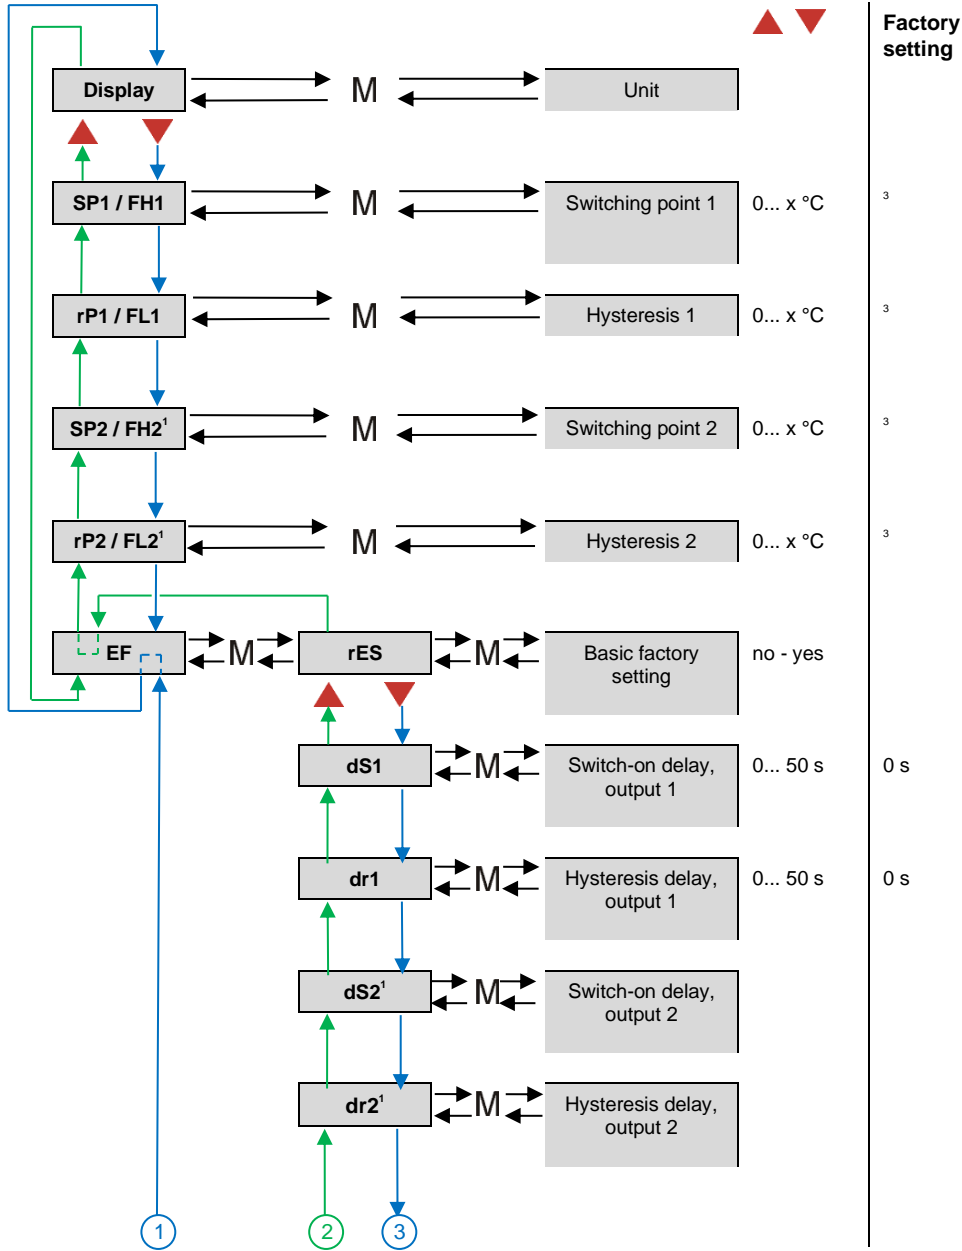 Factory
setting
Display M Unit
SP1 / FH1 M Switching point 1 0... x °C ³
rP1 / FL1 M Hysteresis 1 0... x °C ³
SP2 / FH2¹ M Switching point 2 0... x °C ³
rP2 / FL2¹ M Hysteresis 2 0... x °C ³
EF M rES M Basic factory no - yes
setting
dS1 M Switch-on delay, 0... 50 s 0 s
output 1
dr1 M Hysteresis delay, 0... 50 s 0 s
output 1
dS2¹ M Switch-on delay,
output 2
dr2¹ M Hysteresis delay,
output 2
1 2 3